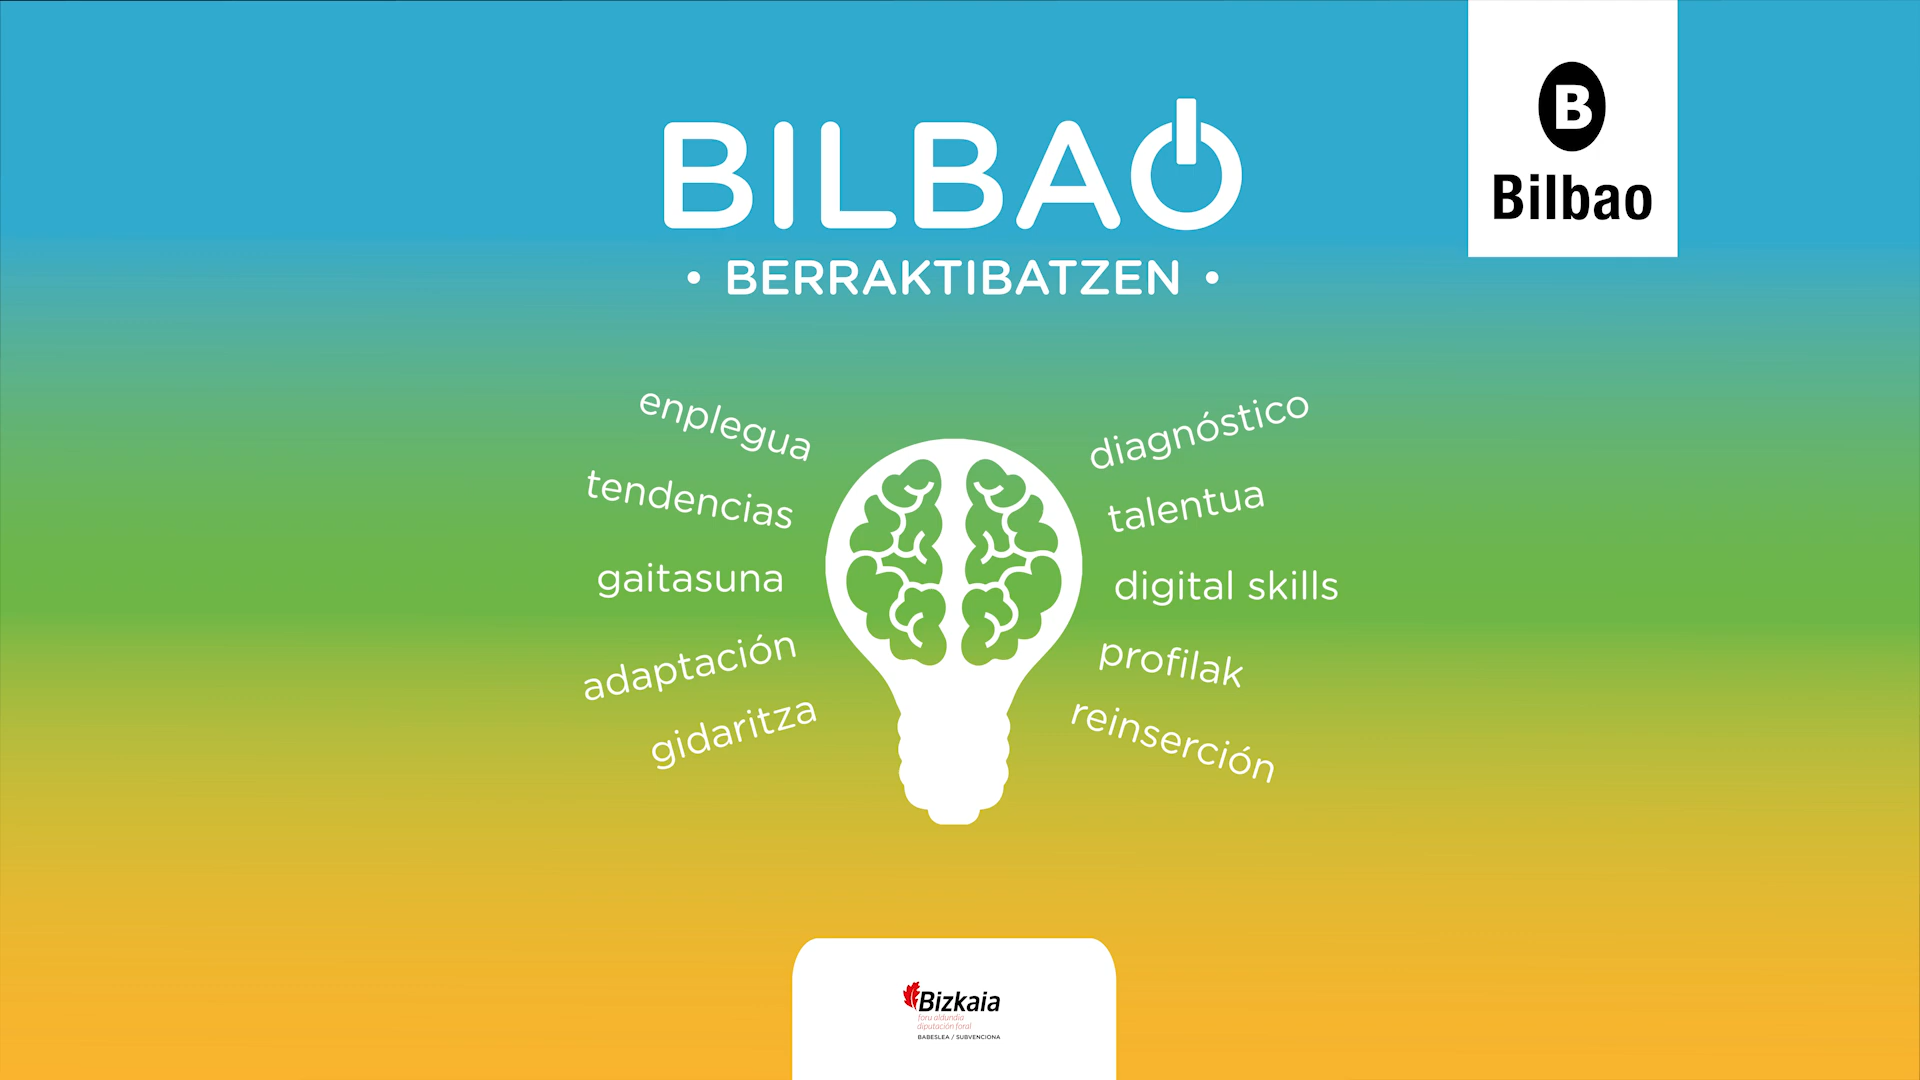 BILBAO
• BERRAKTIBATZEN •
B
Bilbao
enplegua
tendencias
gaitasuna
adaptación
gidaritza
diagnóstico
talentua
digital skills
profilak
reinserción
Bizkaia
foru aldundia
diputación foral
BABESLEA / SUBVENCIONA